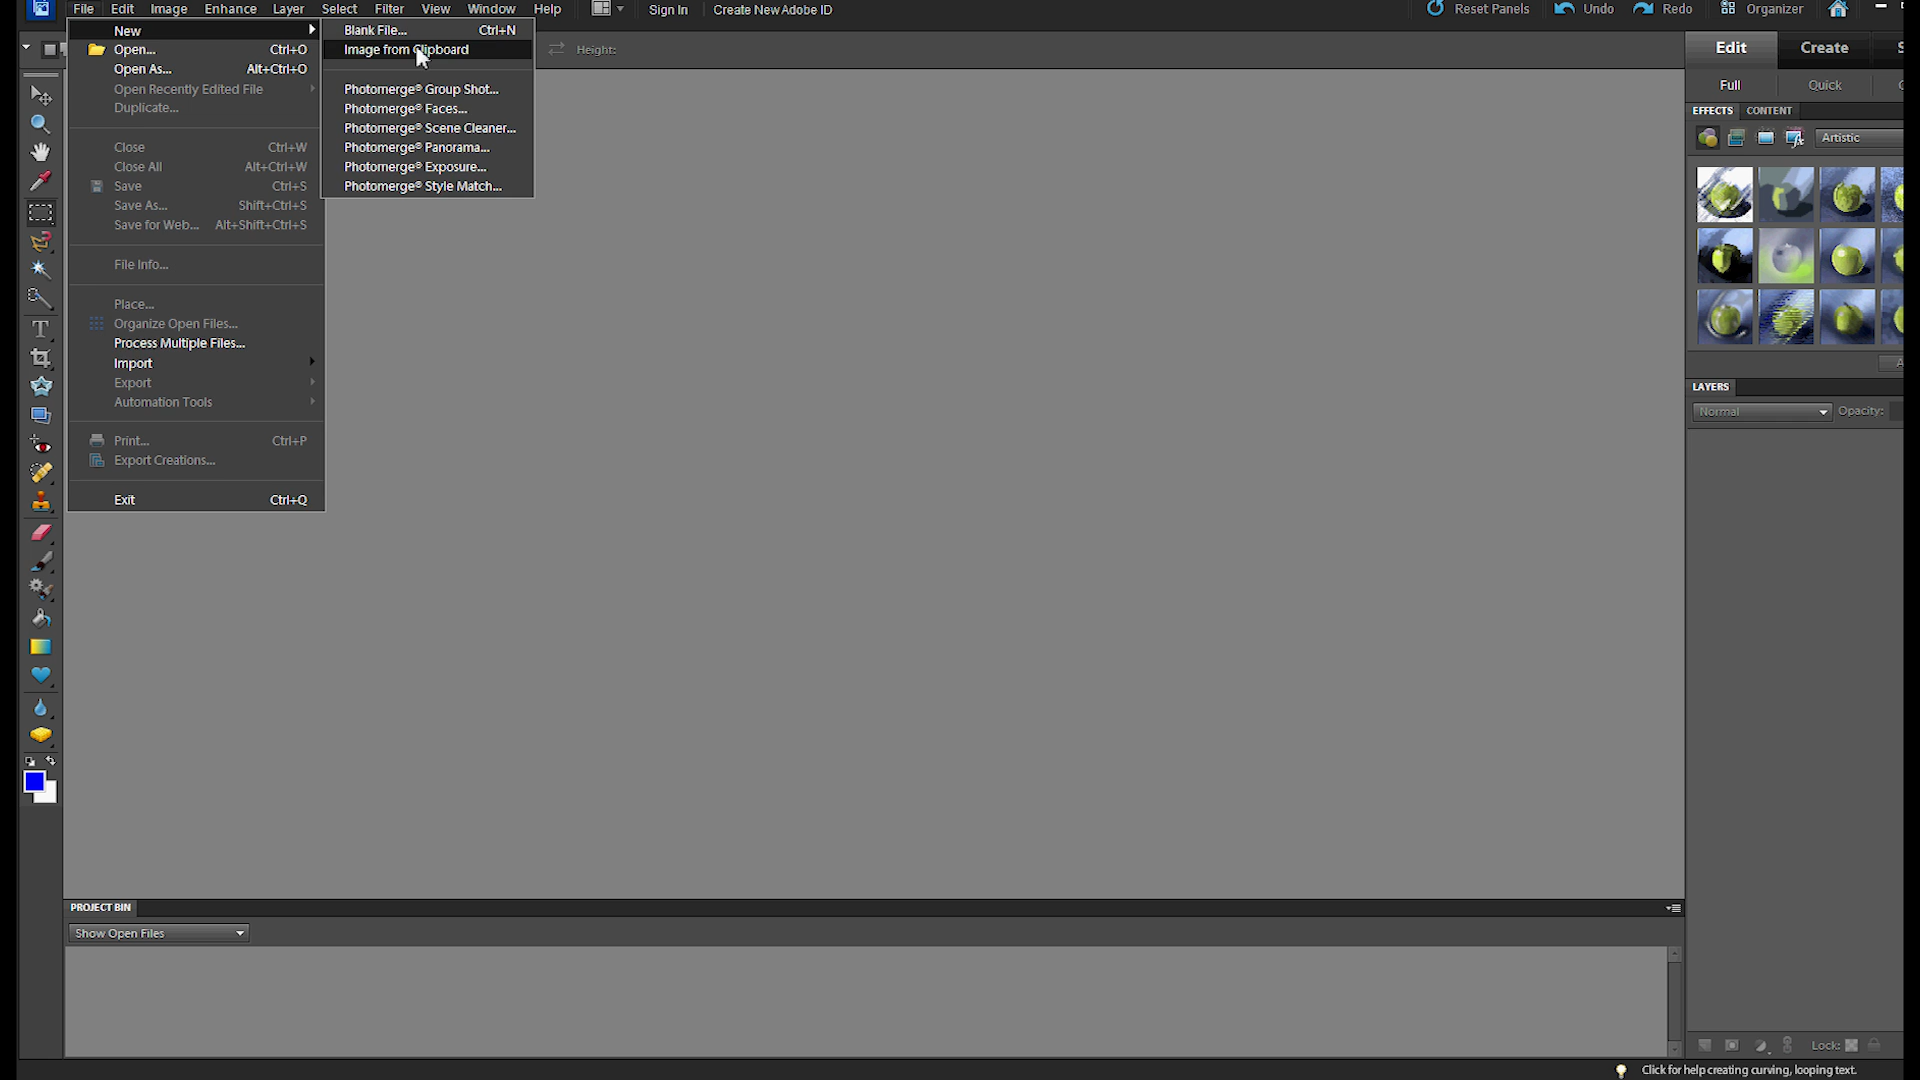 File Edit Image Enhance Layer Select Filter View Window Help Sign In Create New Adobe ID Reset Panels Undo Redo Organizer
New
Open... Ctrl+O
Open As... Alt+Ctrl+O
Open Recently Edited File
Duplicate...
Close Ctrl+W
Close All Alt+Ctrl+W
Save Ctrl+S
Save As... Shift+Ctrl+S
Save for Web... Alt+Shift+Ctrl+S
File Info...
Place...
Organize Open Files...
Process Multiple Files...
Import
Export
Automation Tools
Print... Ctrl+P
Export Creations...
Exit Ctrl+Q
Blank File... Ctrl+N
Image from Clipboard
Photomerge® Group Shot...
Photomerge® Faces...
Photomerge® Scene Cleaner...
Photomerge® Panorama...
Photomerge® Exposure...
Photomerge® Style Match...
Height:
Edit Create
Full Quick
EFFECTS CONTENT
Artistic
LAYERS
Normal Opacity:
Lock:
PROJECT BIN
Show Open Files
Click for help creating curving, looping text.